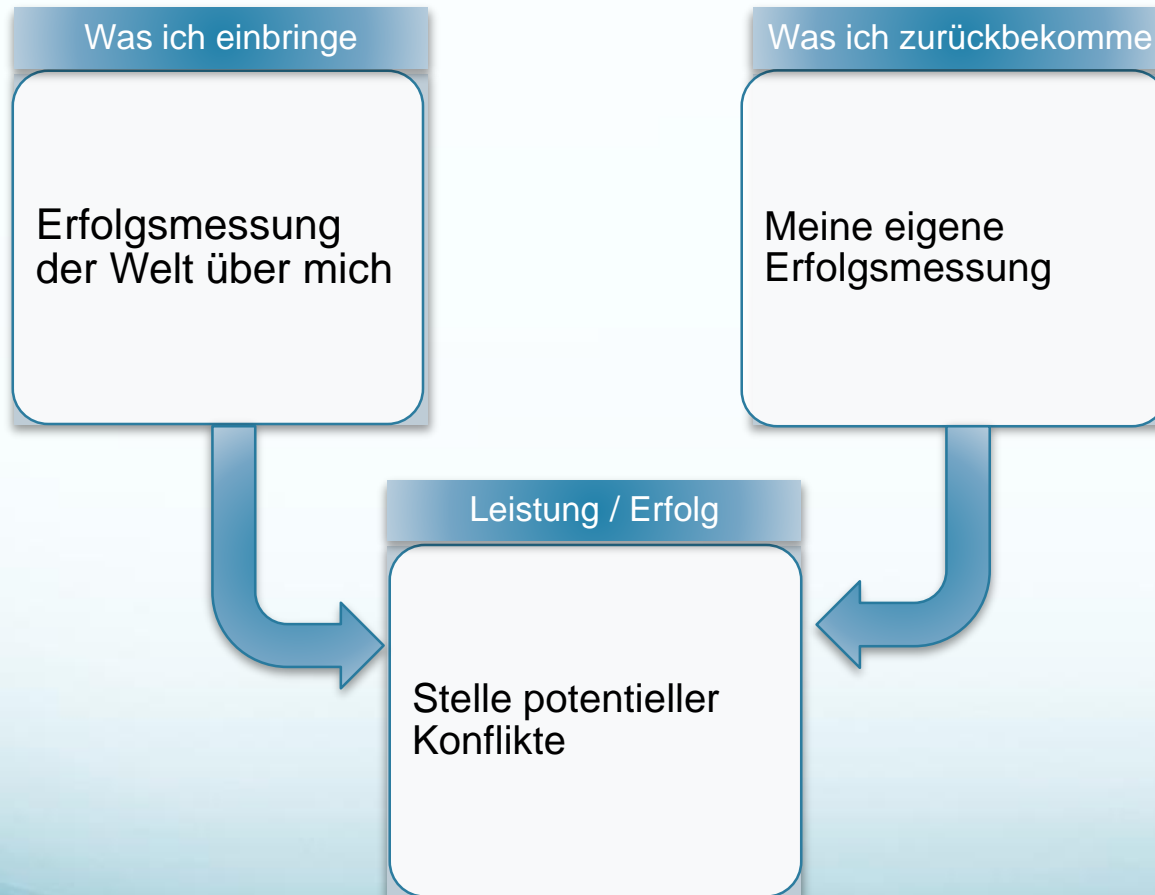 Was ich einbringe
Erfolgsmessung
der Welt über mich
Was ich zurückbekomme
Meine eigene
Erfolgsmessung
Leistung / Erfolg
Stelle potentieller
Konflikte